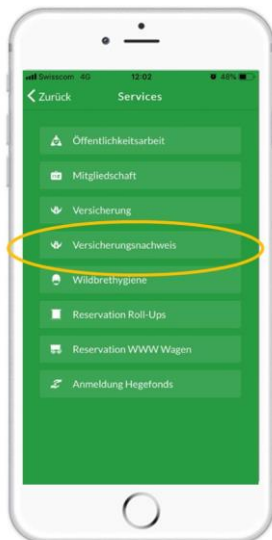 Swisscom 4G 12:02 48%
Zurück Services
Öffentlichkeitsarbeit
Mitgliedschaft
Versicherung
Versicherungsnachweis
Wildbrethygiene
Reservation Roll-Ups
Reservation WWW Wagen
Anmeldung Hegefonds